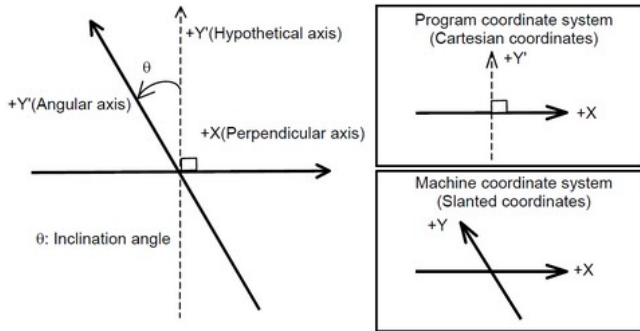 +Y'(Hypothetical axis)
θ
+Y'(Angular axis)
+X(Perpendicular axis)
θ: Inclination angle
Program coordinate system
(Cartesian coordinates)
+Y'
+X
Machine coordinate system
(Slanted coordinates)
+Y
+X